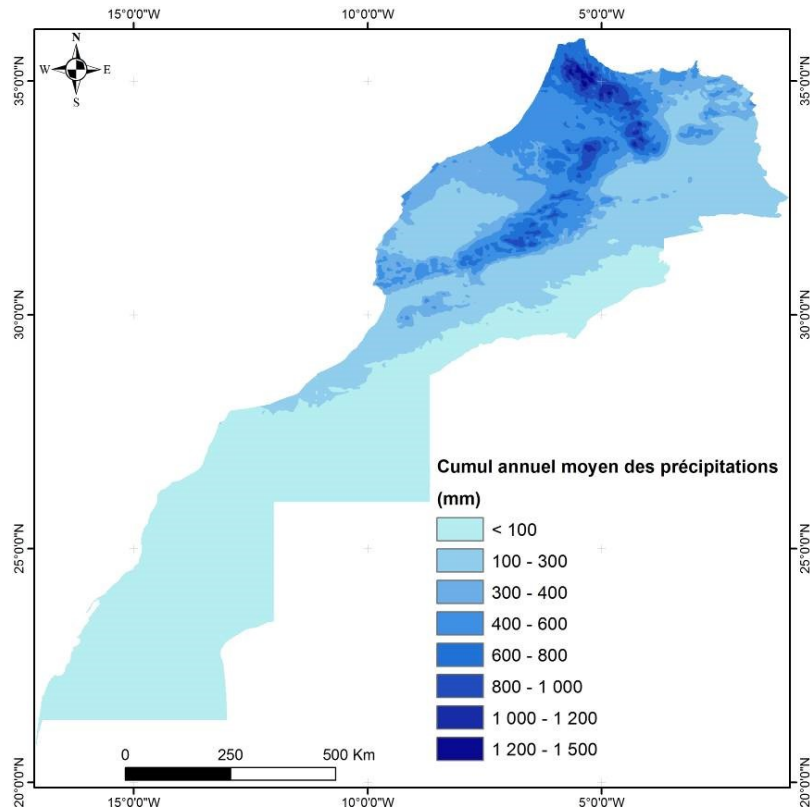 15°0'0"W 10°0'0"W 5°0'0"W
N
W E
S
35°0'0"N 35°0'0"N
30°0'0"N 30°0'0"N
25°0'0"N 25°0'0"N
20°0'0"N 20°0'0"N
Cumul annuel moyen des précipitations
(mm)
< 100
100 - 300
300 - 400
400 - 600
600 - 800
800 - 1 000
1 000 - 1 200
1 200 - 1 500
0 250 500 Km
15°0'0"W 10°0'0"W 5°0'0"W